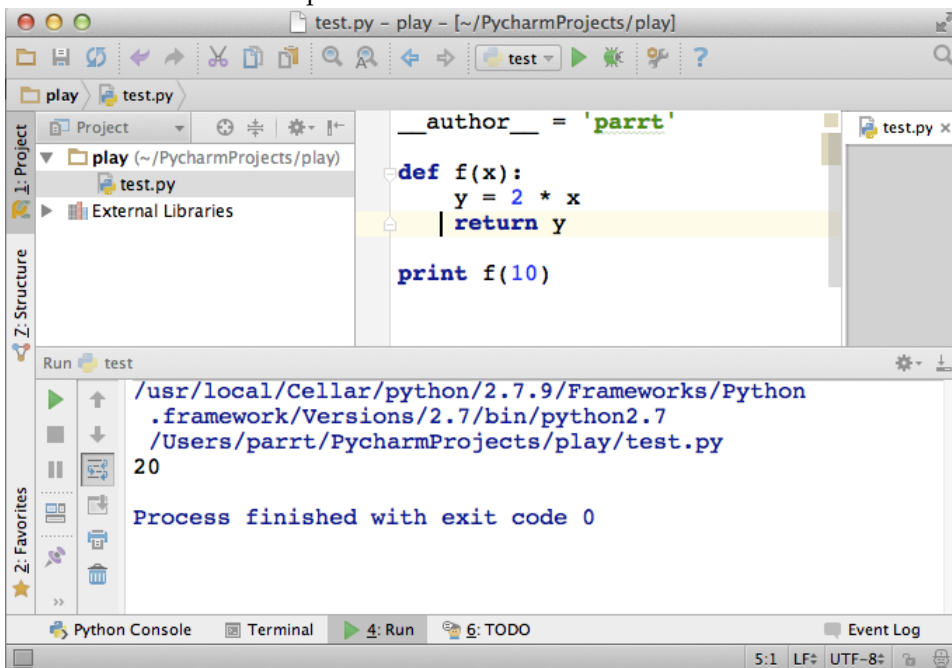 test.py – play – [~/PycharmProjects/play]
test
play test.py
1: Project
Project
play (~/PycharmProjects/play)
test.py
External Libraries
7: Structure
__author__ = 'parrt'
def f(x):
y = 2 * x
return y
print f(10)
test.py ×
Run test
/usr/local/Cellar/python/2.7.9/Frameworks/Python
.framework/Versions/2.7/bin/python2.7
/Users/parrt/PycharmProjects/play/test.py
20
Process finished with exit code 0
2: Favorites
Python Console Terminal 4: Run 6: TODO Event Log
5:1 LF UTF-8